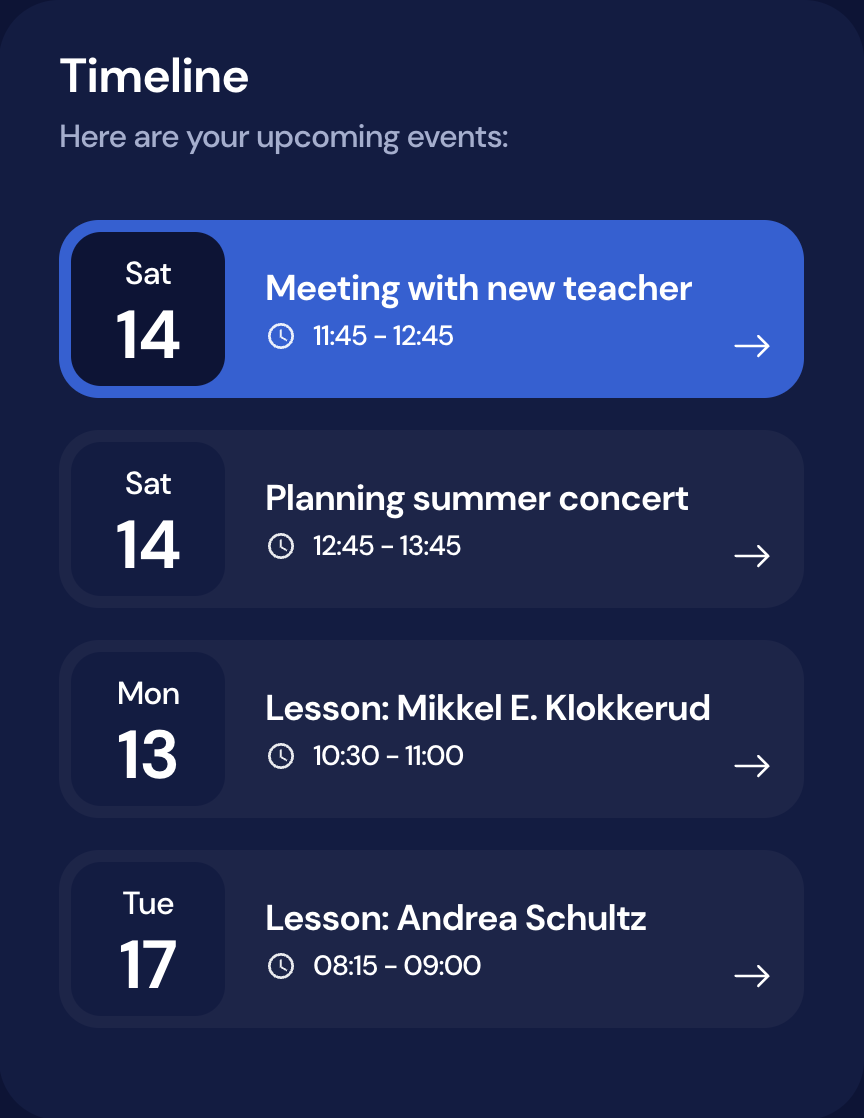 Timeline
Here are your upcoming events:
Sat
14
Meeting with new teacher
11:45 – 12:45
Sat
14
Planning summer concert
12:45 – 13:45
Mon
13
Lesson: Mikkel E. Klokkerud
10:30 – 11:00
Tue
17
Lesson: Andrea Schultz
08:15 – 09:00